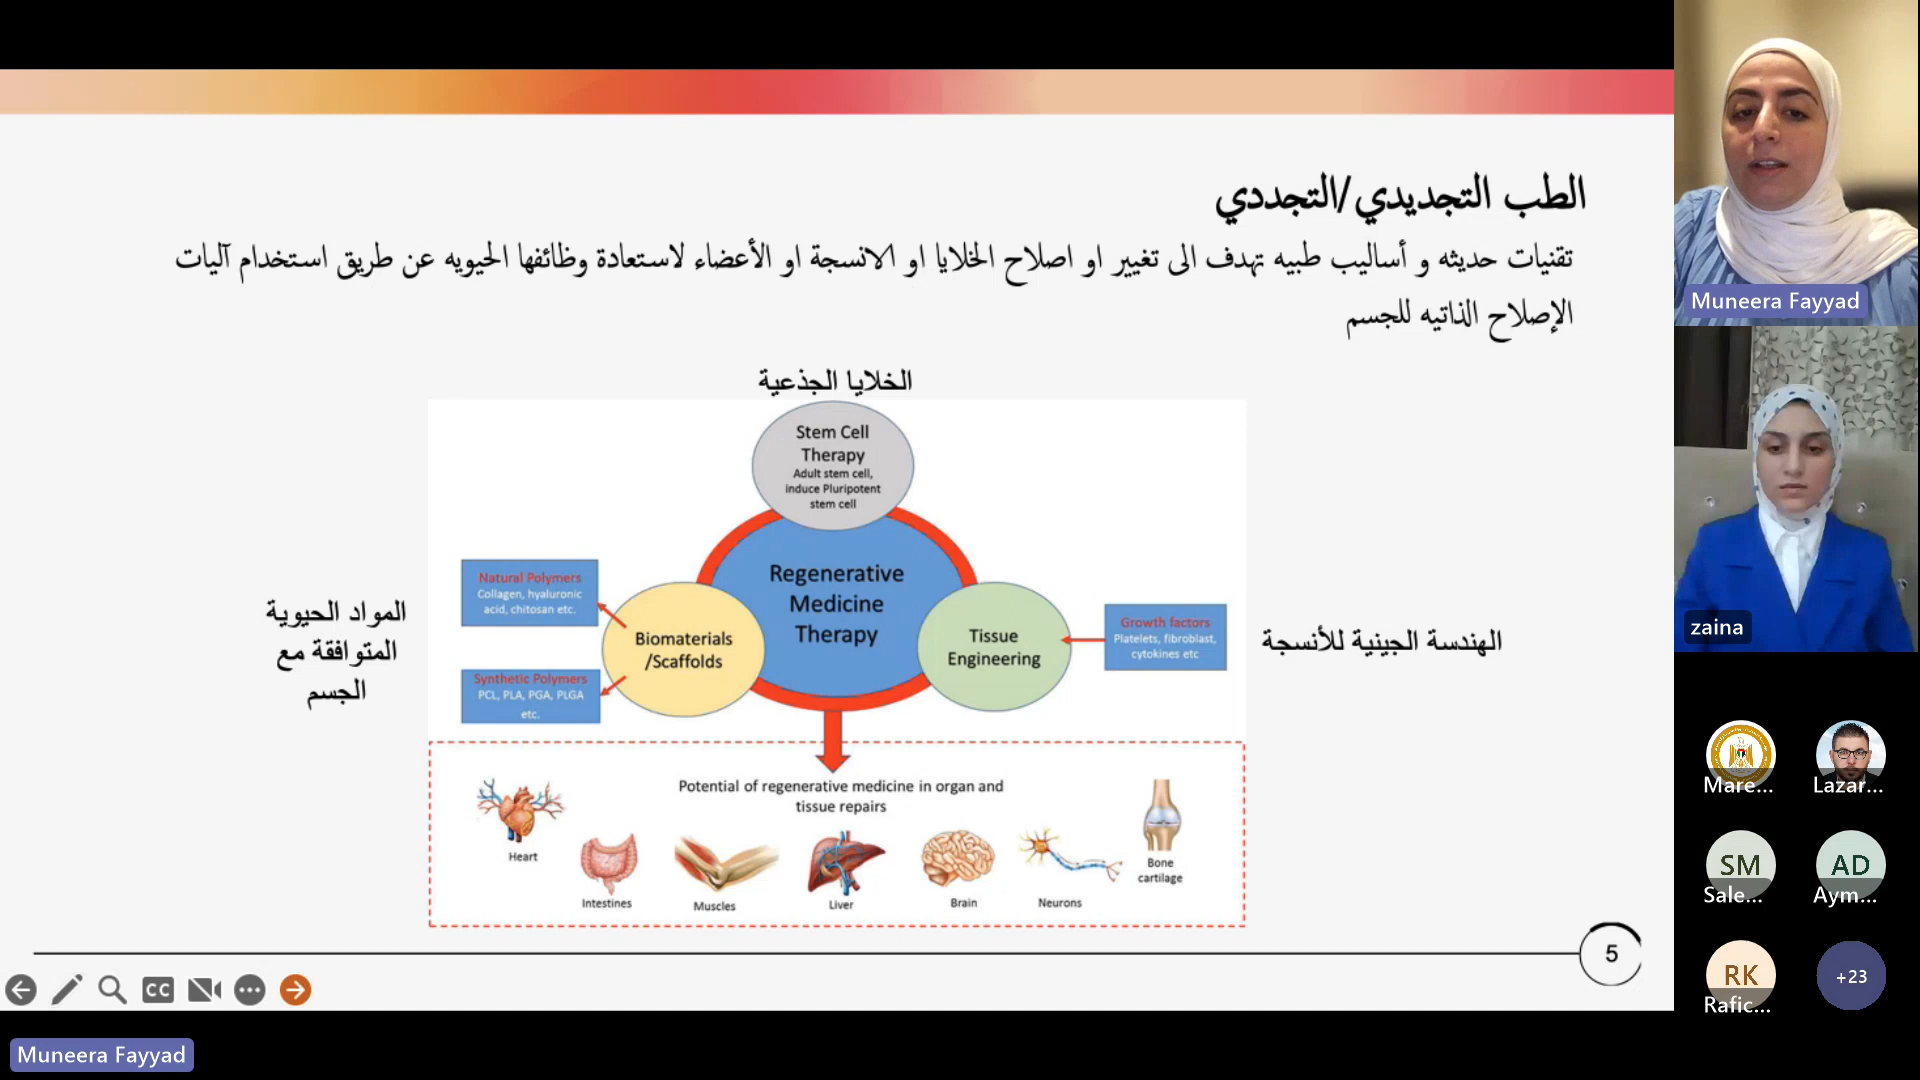 الطب التجديدي/التجددي
تقنيات حديثه و أساليب طبيه تهدف الى تغيير او اصلاح الخلايا او الانسجة او الأعضاء لاستعادة وظائفها الحيويه عن طريق استخدام آليات
الإصلاح الذاتيه للجسم
الخلايا الجذعية
Stem Cell
Therapy
Adult stem cell,
induce Pluripotent
stem cell
Regenerative
Medicine
Therapy
Natural Polymers
Collagen, hyaluronic
acid, chitosan etc.
Biomaterials
/Scaffolds
Synthetic Polymers
PCL, PLA, PGA, PLGA
etc.
المواد الحيوية
المتوافقة مع
الجسم
Tissue
Engineering
Growth factors
Platelets, fibroblast,
cytokines etc
الهندسة الجينية للأنسجة
Potential of regenerative medicine in organ and
tissue repairs
Heart
Intestines
Muscles
Liver
Brain
Neurons
Bone
cartilage
5
CC
Muneera Fayyad
Muneera Fayyad
zaina
Mare...
Lazar...
SM
Sale...
AD
Aym...
RK
Rafic...
+23